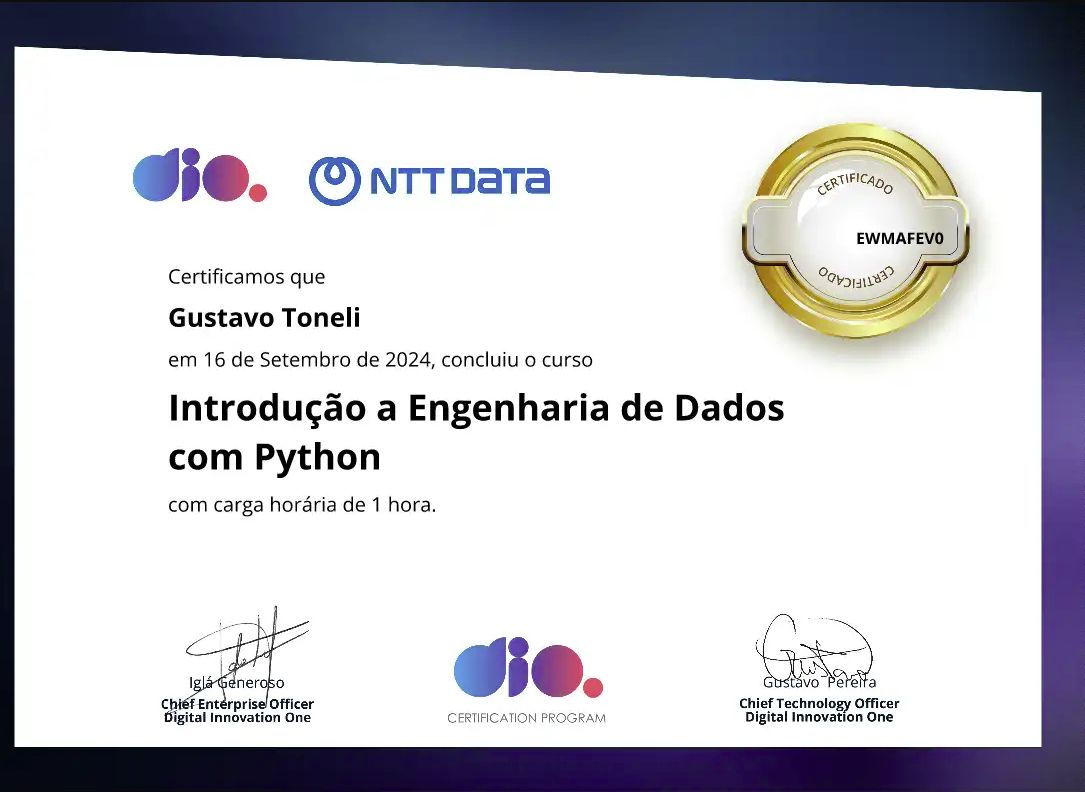 dio.
NTT DATA
CERTIFICADO
EWMAFEV0
CERTIFICADO
Certificamos que
Gustavo Toneli
em 16 de Setembro de 2024, concluiu o curso
Introdução a Engenharia de Dados
com Python
com carga horária de 1 hora.
Iglá Generoso
Chief Enterprise Officer
Digital Innovation One
dio.
CERTIFICATION PROGRAM
Gustavo
Gustavo Pereira
Chief Technology Officer
Digital Innovation One